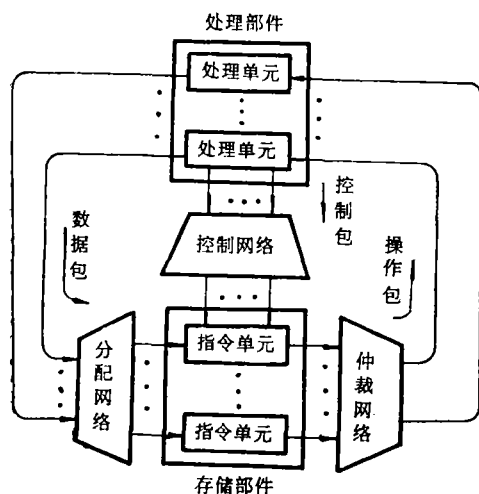 处理部件
处理单元
处理单元
控制包
数据包
控制网络
操作包
分配网络
指令单元
指令单元
仲裁网络
存储部件